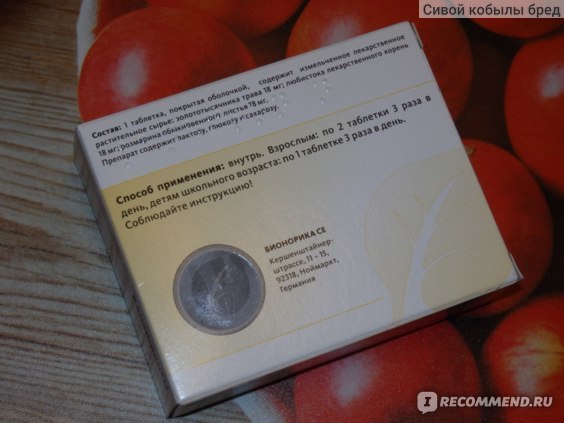 Сивой кобылы бред
Состав: 1 таблетка, покрытая оболочкой, содержит измельченное лекарственное
растительное сырье: золототысячника трава 18 мг; любистока лекарственного корень
18 мг; розмарина обыкновенного листья 18 мг.
Препарат содержит лактозу, глюкозу и сахарозу.
Способ применения: внутрь. Взрослым: по 2 таблетки 3 раза в
день, детям школьного возраста: по 1 таблетке 3 раза в день.
Соблюдайте инструкцию!
БИОНОРИКА СЕ
Кершенштайнер-
штрассе, 11 – 15,
92318, Ноймаркт,
Германия
I RECOMMEND.RU